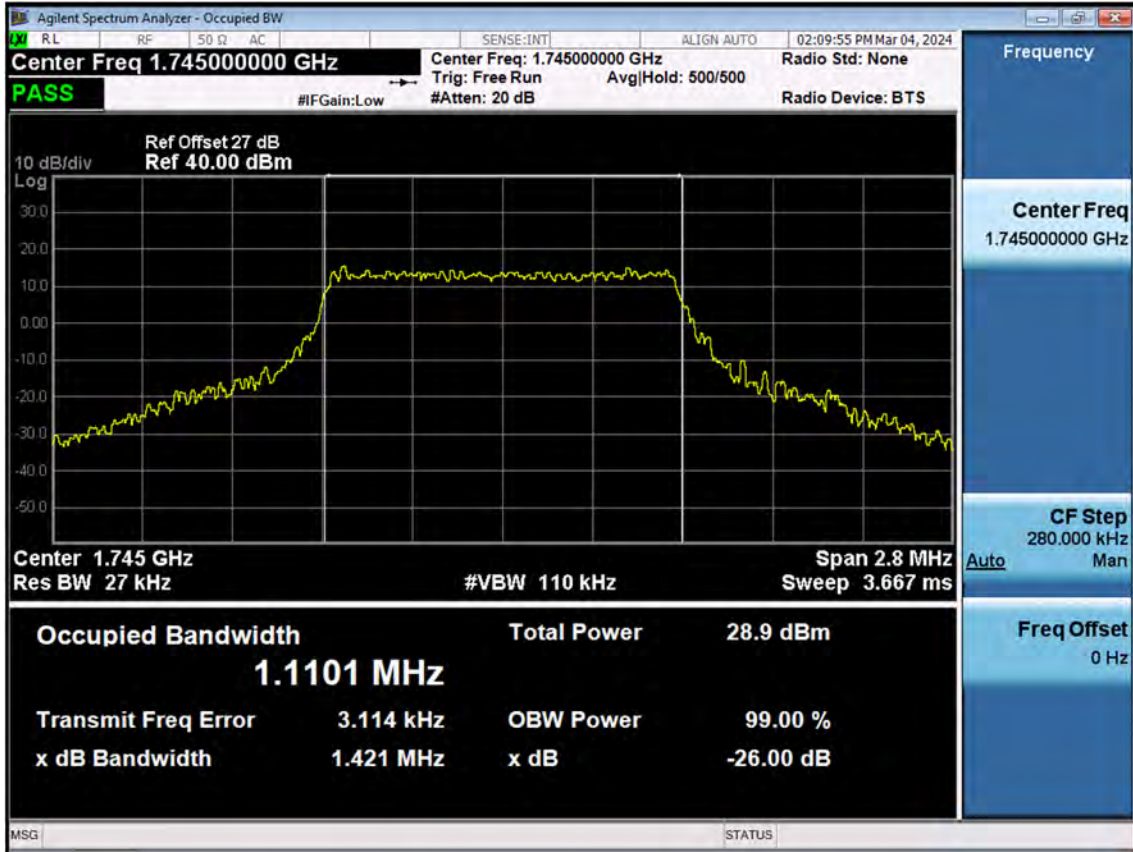 Agilent Spectrum Analyzer - Occupied BW
LXI RL RF 50 Ω AC SENSE:INT ALIGN AUTO 02:09:55 PM Mar 04, 2024
Center Freq 1.745000000 GHz Center Freq: 1.745000000 GHz Radio Std: None
Trig: Free Run Avg|Hold: 500/500
PASS #IFGain:Low #Atten: 20 dB Radio Device: BTS
Ref Offset 27 dB
10 dB/div Ref 40.00 dBm
Log
30.0
20.0
10.0
0.00
-10.0
-20.0
-30.0
-40.0
-50.0
Center 1.745 GHz Span 2.8 MHz
Res BW 27 kHz #VBW 110 kHz Sweep 3.667 ms
Occupied Bandwidth Total Power 28.9 dBm
1.1101 MHz
Transmit Freq Error 3.114 kHz OBW Power 99.00 %
x dB Bandwidth 1.421 MHz x dB -26.00 dB
MSG STATUS
Frequency
Center Freq
1.745000000 GHz
CF Step
280.000 kHz
Auto Man
Freq Offset
0 Hz